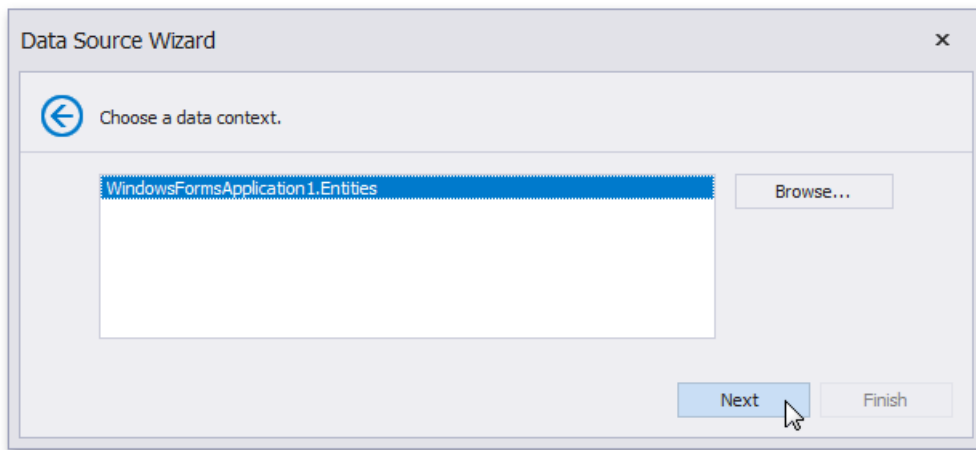 Data Source Wizard
Choose a data context.
WindowsFormsApplication1.Entities
Browse...
Next
Finish